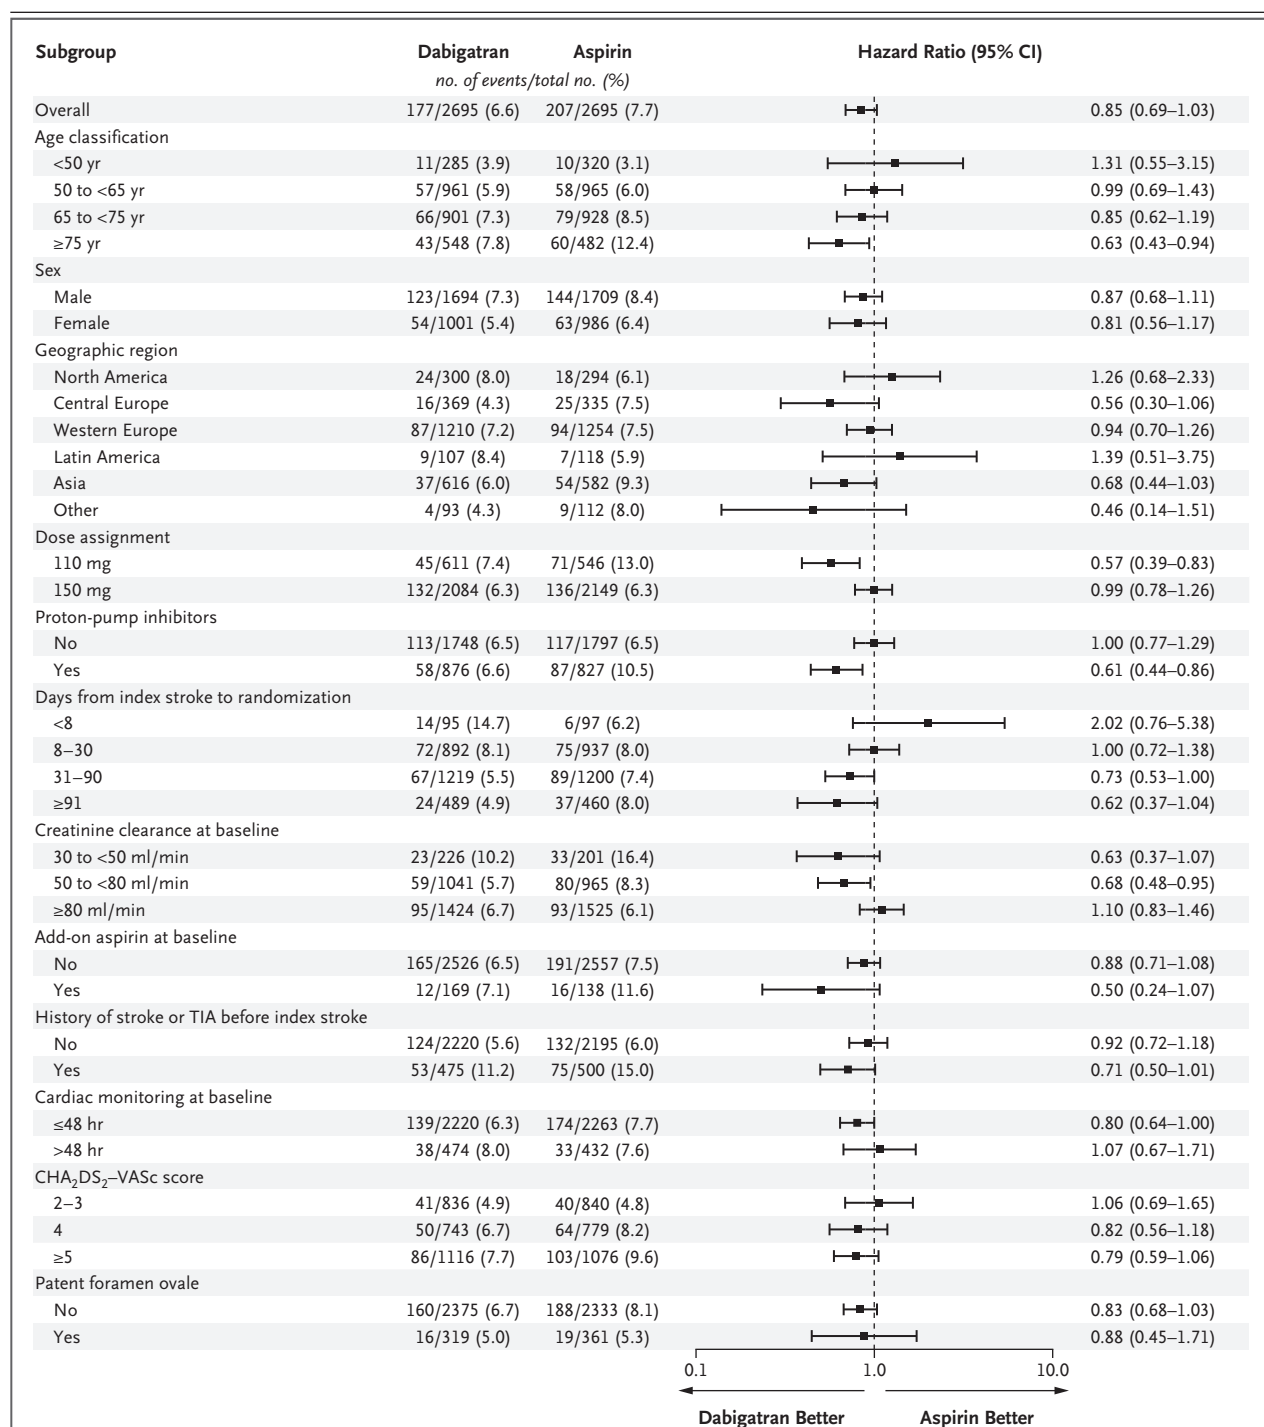 Subgroup Dabigatran Aspirin Hazard Ratio (95% CI)
no. of events/total no. (%)
Overall 177/2695 (6.6) 207/2695 (7.7) 0.85 (0.69–1.03)
Age classification
<50 yr 11/285 (3.9) 10/320 (3.1) 1.31 (0.55–3.15)
50 to <65 yr 57/961 (5.9) 58/965 (6.0) 0.99 (0.69–1.43)
65 to <75 yr 66/901 (7.3) 79/928 (8.5) 0.85 (0.62–1.19)
≥75 yr 43/548 (7.8) 60/482 (12.4) 0.63 (0.43–0.94)
Sex
Male 123/1694 (7.3) 144/1709 (8.4) 0.87 (0.68–1.11)
Female 54/1001 (5.4) 63/986 (6.4) 0.81 (0.56–1.17)
Geographic region
North America 24/300 (8.0) 18/294 (6.1) 1.26 (0.68–2.33)
Central Europe 16/369 (4.3) 25/335 (7.5) 0.56 (0.30–1.06)
Western Europe 87/1210 (7.2) 94/1254 (7.5) 0.94 (0.70–1.26)
Latin America 9/107 (8.4) 7/118 (5.9) 1.39 (0.51–3.75)
Asia 37/616 (6.0) 54/582 (9.3) 0.68 (0.44–1.03)
Other 4/93 (4.3) 9/112 (8.0) 0.46 (0.14–1.51)
Dose assignment
110 mg 45/611 (7.4) 71/546 (13.0) 0.57 (0.39–0.83)
150 mg 132/2084 (6.3) 136/2149 (6.3) 0.99 (0.78–1.26)
Proton-pump inhibitors
No 113/1748 (6.5) 117/1797 (6.5) 1.00 (0.77–1.29)
Yes 58/876 (6.6) 87/827 (10.5) 0.61 (0.44–0.86)
Days from index stroke to randomization
<8 14/95 (14.7) 6/97 (6.2) 2.02 (0.76–5.38)
8–30 72/892 (8.1) 75/937 (8.0) 1.00 (0.72–1.38)
31–90 67/1219 (5.5) 89/1200 (7.4) 0.73 (0.53–1.00)
≥91 24/489 (4.9) 37/460 (8.0) 0.62 (0.37–1.04)
Creatinine clearance at baseline
30 to <50 ml/min 23/226 (10.2) 33/201 (16.4) 0.63 (0.37–1.07)
50 to <80 ml/min 59/1041 (5.7) 80/965 (8.3) 0.68 (0.48–0.95)
≥80 ml/min 95/1424 (6.7) 93/1525 (6.1) 1.10 (0.83–1.46)
Add-on aspirin at baseline
No 165/2526 (6.5) 191/2557 (7.5) 0.88 (0.71–1.08)
Yes 12/169 (7.1) 16/138 (11.6) 0.50 (0.24–1.07)
History of stroke or TIA before index stroke
No 124/2220 (5.6) 132/2195 (6.0) 0.92 (0.72–1.18)
Yes 53/475 (11.2) 75/500 (15.0) 0.71 (0.50–1.01)
Cardiac monitoring at baseline
≤48 hr 139/2220 (6.3) 174/2263 (7.7) 0.80 (0.64–1.00)
>48 hr 38/474 (8.0) 33/432 (7.6) 1.07 (0.67–1.71)
CHA₂DS₂–VASc score
2–3 41/836 (4.9) 40/840 (4.8) 1.06 (0.69–1.65)
4 50/743 (6.7) 64/779 (8.2) 0.82 (0.56–1.18)
≥5 86/1116 (7.7) 103/1076 (9.6) 0.79 (0.59–1.06)
Patent foramen ovale
No 160/2375 (6.7) 188/2333 (8.1) 0.83 (0.68–1.03)
Yes 16/319 (5.0) 19/361 (5.3) 0.88 (0.45–1.71)
0.1 1.0 10.0
Dabigatran Better Aspirin Better